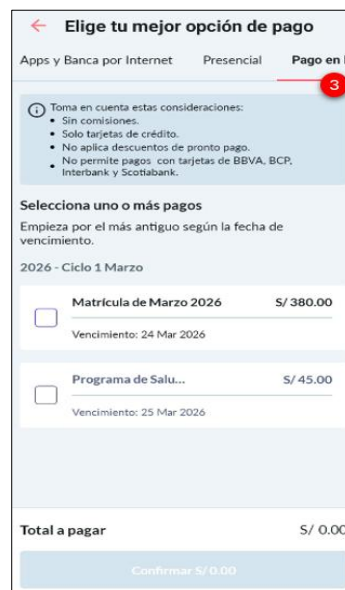 ← Elige tu mejor opción de pago
Apps y Banca por Internet Presencial Pago en
3
Toma en cuenta estas consideraciones:
• Sin comisiones.
• Solo tarjetas de crédito.
• No aplica descuentos de pronto pago.
• No permite pagos con tarjetas de BBVA, BCP,
Interbank y Scotiabank.
Selecciona uno o más pagos
Empieza por el más antiguo según la fecha de
vencimiento.
2026 - Ciclo 1 Marzo
Matrícula de Marzo 2026 S/ 380.00
Vencimiento: 24 Mar 2026
Programa de Salu... S/ 45.00
Vencimiento: 25 Mar 2026
Total a pagar S/ 0.00
Confirmar S/ 0.00